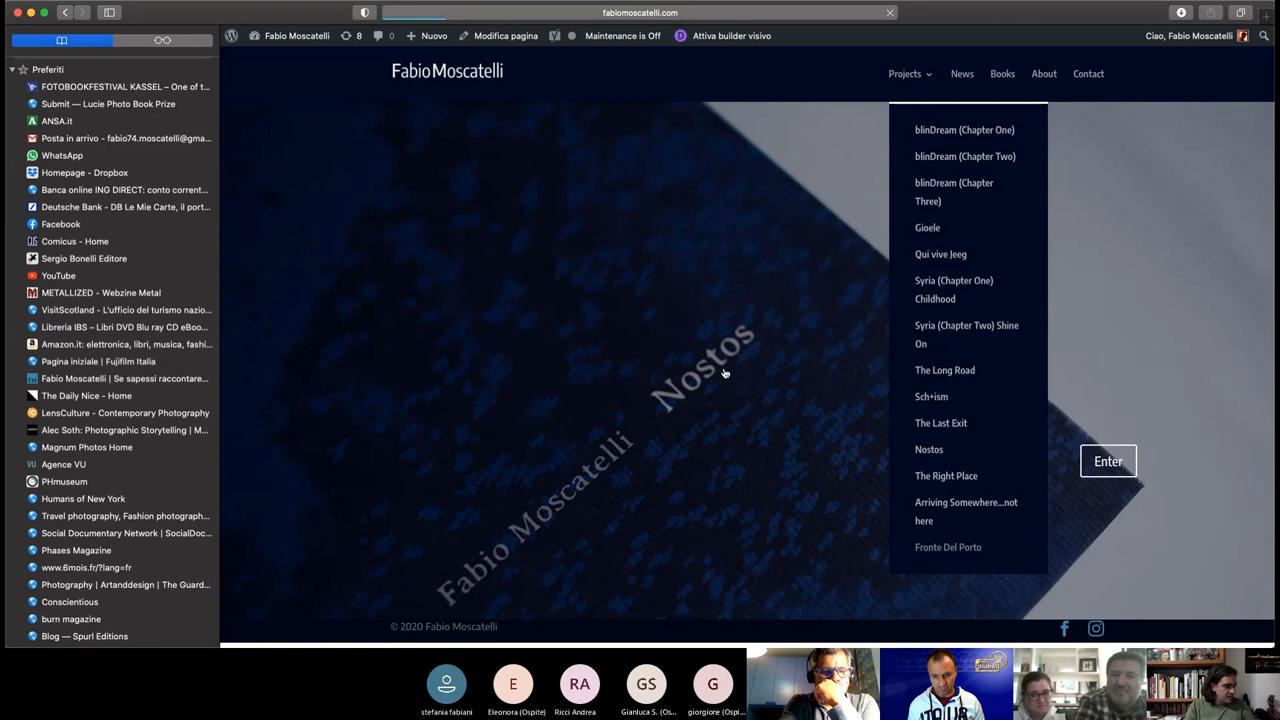 fabiomoscatelli.com
Fabio Moscatelli
8
0
Nuovo
Modifica pagina
Maintenance is Off
Attiva builder visivo
Ciao, Fabio Moscatelli
Preferiti
FOTOBOOKFESTIVAL KASSEL – One of t...
Submit — Lucie Photo Book Prize
ANSA.it
Posta in arrivo - fabio74.moscatelli@gma...
WhatsApp
Homepage - Dropbox
Banca online ING DIRECT: conto corrent...
Deutsche Bank - DB Le Mie Carte, il port...
Facebook
Comicus - Home
Sergio Bonelli Editore
YouTube
METALLIZED - Webzine Metal
VisitScotland - L'ufficio del turismo nazio...
Libreria IBS – Libri DVD Blu ray CD eBoo...
Amazon.it: elettronica, libri, musica, fashi...
Pagina iniziale | Fujifilm Italia
Fabio Moscatelli | Se sapessi raccontare...
The Daily Nice - Home
LensCulture - Contemporary Photography
Alec Soth: Photographic Storytelling | M...
Magnum Photos Home
VU Agence VU
PHmuseum
Humans of New York
Travel photography, Fashion photograph...
Social Documentary Network | SocialDoc...
Phases Magazine
www.6mois.fr/?lang=fr
Photography | Artanddesign | The Guard...
Conscientious
burn magazine
Blog — Spurl Editions
FabioMoscatelli
Projects
News
Books
About
Contact
blinDream (Chapter One)
blinDream (Chapter Two)
blinDream (Chapter
Three)
Gioele
Qui vive Jeeg
Syria (Chapter One)
Childhood
Syria (Chapter Two) Shine
On
The Long Road
Sch+ism
The Last Exit
Nostos
The Right Place
Arriving Somewhere...not
here
Fronte Del Porto
Fabio Moscatelli Nostos
Enter
© 2020 Fabio Moscatelli
stefania fabiani
E
Eleonora (Ospite)
RA
Ricci Andrea
GS
Gianluca S. (Os...
G
giorgione (Ospi...